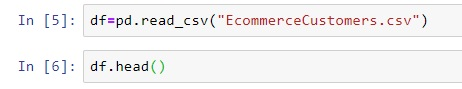 In [5]: df=pd.read_csv("EcommerceCustomers.csv")
In [6]: df.head()